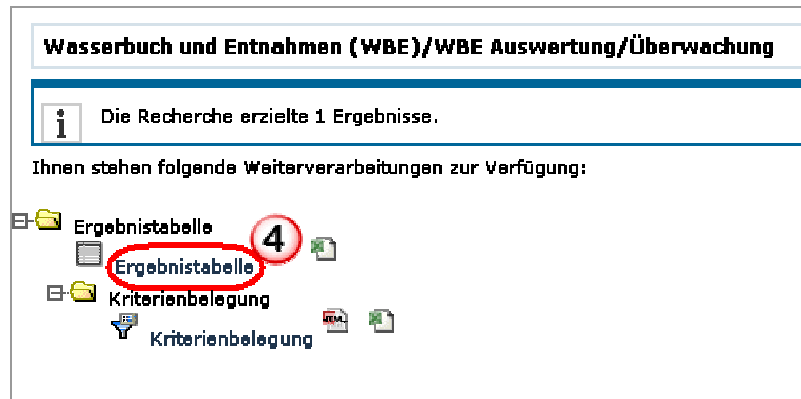 Wasserbuch und Entnahmen (WBE)/WBE Auswertung/Überwachung
i
Die Recherche erzielte 1 Ergebnisse.
Ihnen stehen folgende Weiterverarbeitungen zur Verfügung:
Ergebnistabelle
4
Ergebnistabelle
Kriterienbelegung
Kriterienbelegung